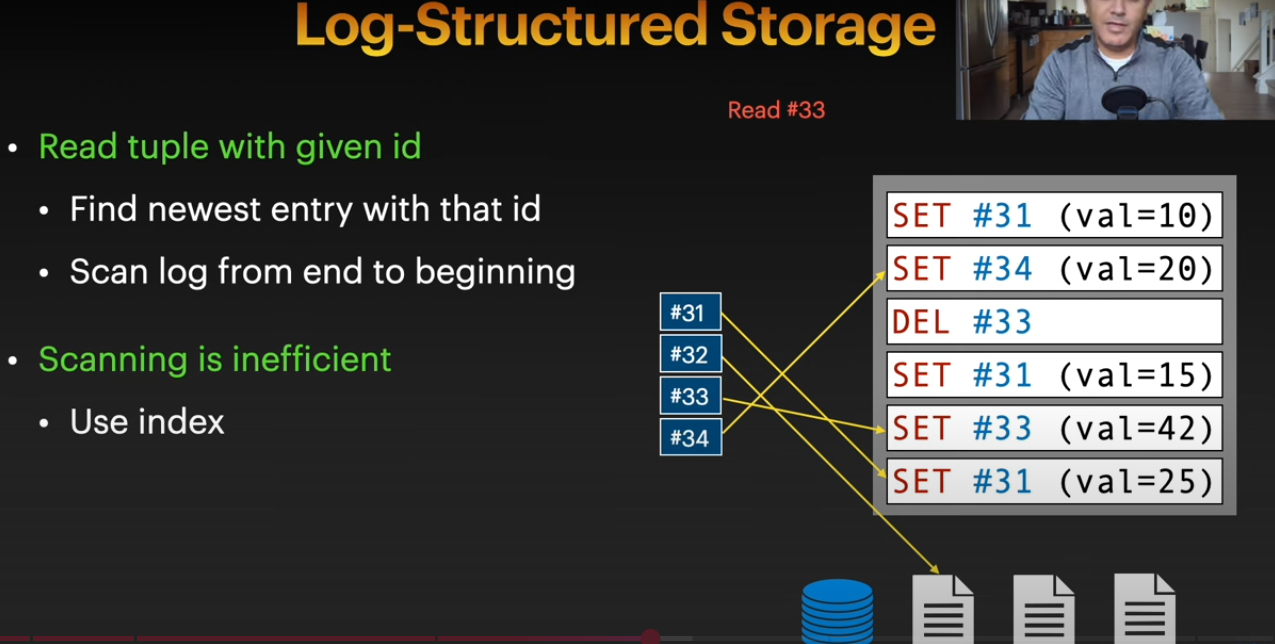 Log-Structured Storage
Read #33
• Read tuple with given id
• Find newest entry with that id
• Scan log from end to beginning
• Scanning is inefficient
• Use index
#31
#32
#33
#34
SET #31 (val=10)
SET #34 (val=20)
DEL #33
SET #31 (val=15)
SET #33 (val=42)
SET #31 (val=25)